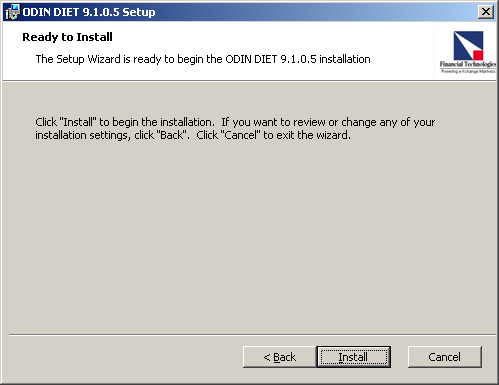 ODIN DIET 9.1.0.5 Setup
Ready to Install
The Setup Wizard is ready to begin the ODIN DIET 9.1.0.5 installation
Financial Technologies
Powering e-Xchange Markets
Click "Install" to begin the installation.  If you want to review or change any of your
installation settings, click "Back".  Click "Cancel" to exit the wizard.
< Back
Install
Cancel